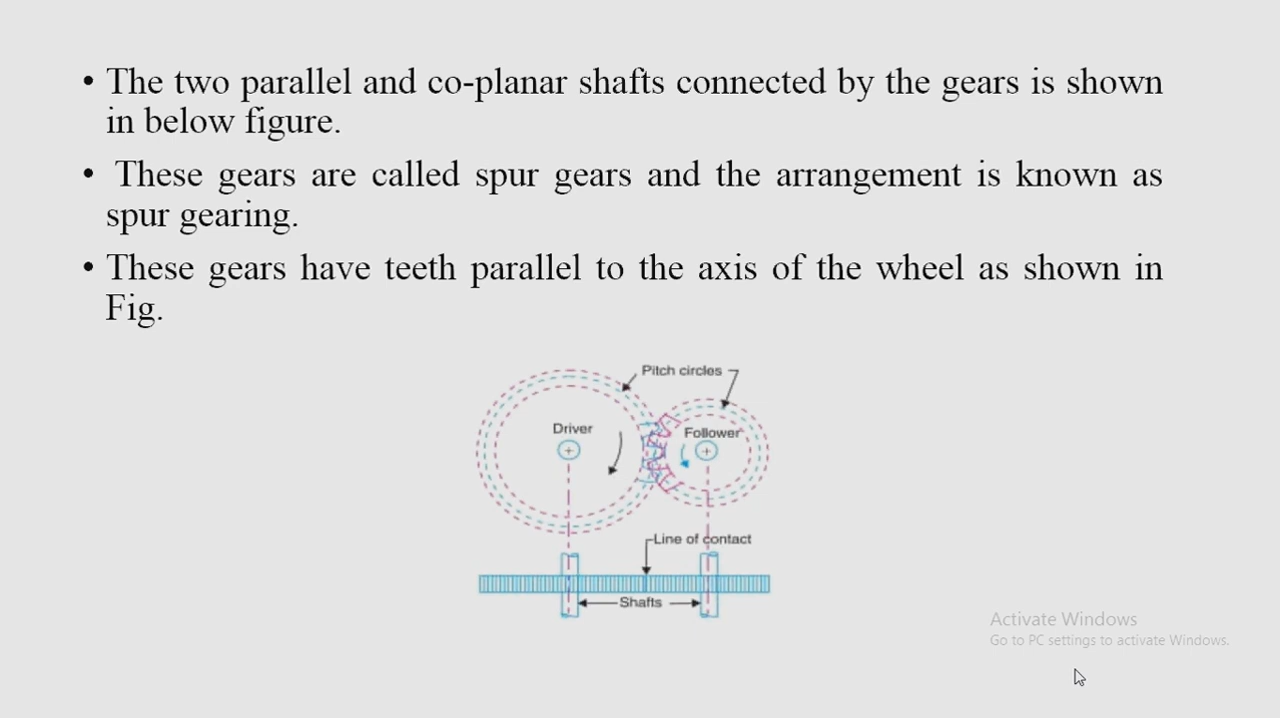 • The two parallel and co-planar shafts connected by the gears is shown
in below figure.
• These gears are called spur gears and the arrangement is known as
spur gearing.
• These gears have teeth parallel to the axis of the wheel as shown in
Fig.
Pitch circles
Driver
Follower
Line of contact
Shafts
Activate Windows
Go to PC settings to activate Windows.